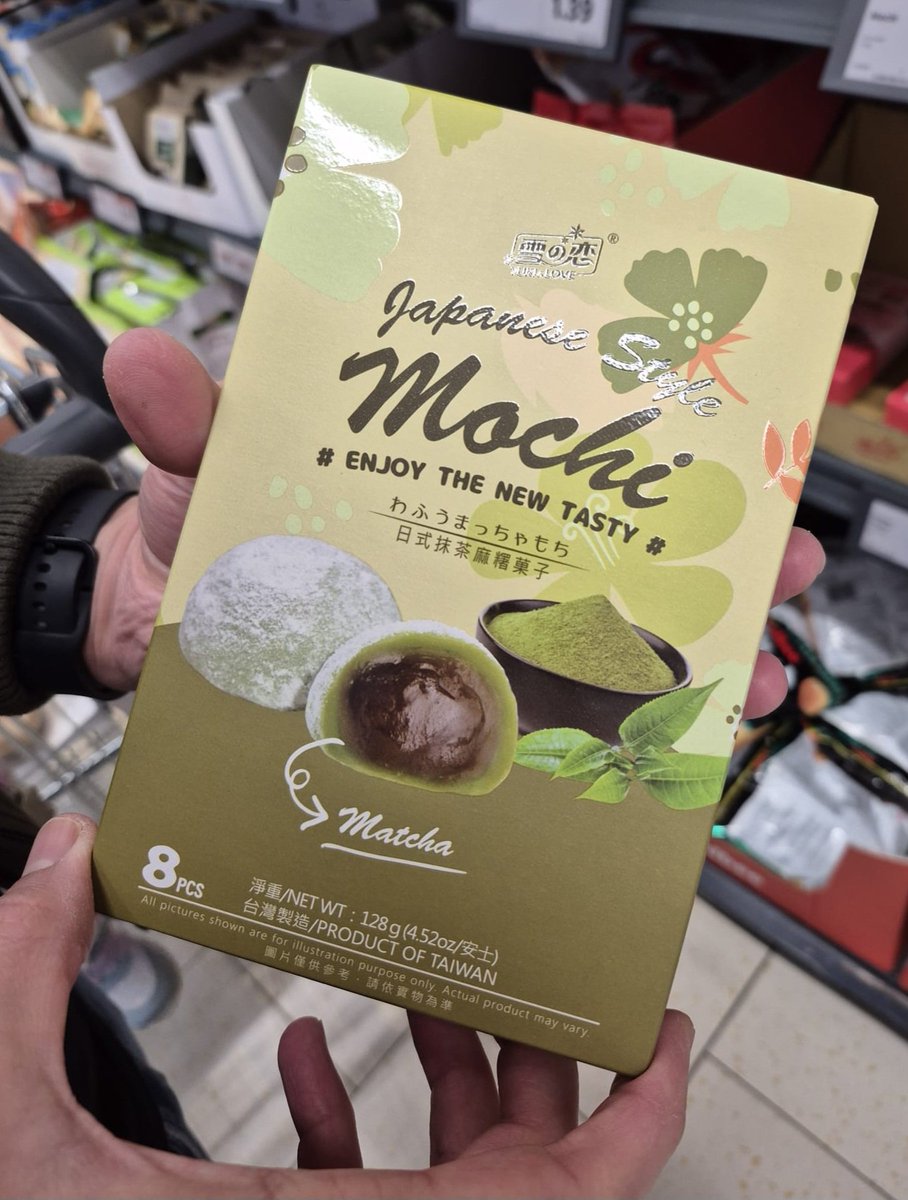 1.39
雪の恋®
Japanese Style
Mochi
# ENJOY THE NEW TASTY #
わふうまっちゃもち
日式抹茶麻糬菓子
Matcha
8PCS
淨重/NET WT：128g(4.52oz/安士)
台灣製造/PRODUCT OF TAIWAN
All pictures shown are for illustration purpose only. Actual product may vary.
圖片僅供參考，請依實物為準